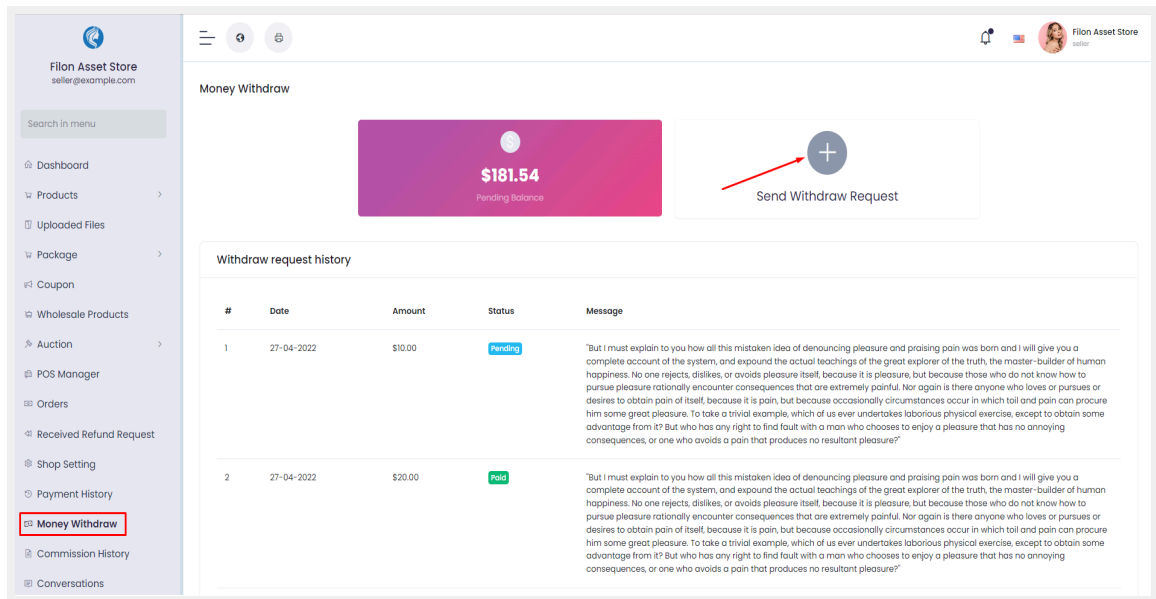 Filon Asset Store
seller@example.com
Search in menu
Dashboard
Products
Uploaded Files
Package
Coupon
Wholesale Products
Auction
POS Manager
Orders
Received Refund Request
Shop Setting
Payment History
Money Withdraw
Commission History
Conversations
Filon Asset Store
seller
Money Withdraw
$
$181.54
Pending Balance
Send Withdraw Request
Withdraw request history
# Date Amount Status Message
1 27-04-2022 $10.00 Pending "But I must explain to you how all this mistaken idea of denouncing pleasure and praising pain was born and I will give you a
complete account of the system, and expound the actual teachings of the great explorer of the truth, the master-builder of human
happiness. No one rejects, dislikes, or avoids pleasure itself, because it is pleasure, but because those who do not know how to
pursue pleasure rationally encounter consequences that are extremely painful. Nor again is there anyone who loves or pursues or
desires to obtain pain of itself, because it is pain, but because occasionally circumstances occur in which toil and pain can procure
him some great pleasure. To take a trivial example, which of us ever undertakes laborious physical exercise, except to obtain some
advantage from it? But who has any right to find fault with a man who chooses to enjoy a pleasure that has no annoying
consequences, or one who avoids a pain that produces no resultant pleasure?"
2 27-04-2022 $20.00 Paid "But I must explain to you how all this mistaken idea of denouncing pleasure and praising pain was born and I will give you a
complete account of the system, and expound the actual teachings of the great explorer of the truth, the master-builder of human
happiness. No one rejects, dislikes, or avoids pleasure itself, because it is pleasure, but because those who do not know how to
pursue pleasure rationally encounter consequences that are extremely painful. Nor again is there anyone who loves or pursues or
desires to obtain pain of itself, because it is pain, but because occasionally circumstances occur in which toil and pain can procure
him some great pleasure. To take a trivial example, which of us ever undertakes laborious physical exercise, except to obtain some
advantage from it? But who has any right to find fault with a man who chooses to enjoy a pleasure that has no annoying
consequences, or one who avoids a pain that produces no resultant pleasure?"